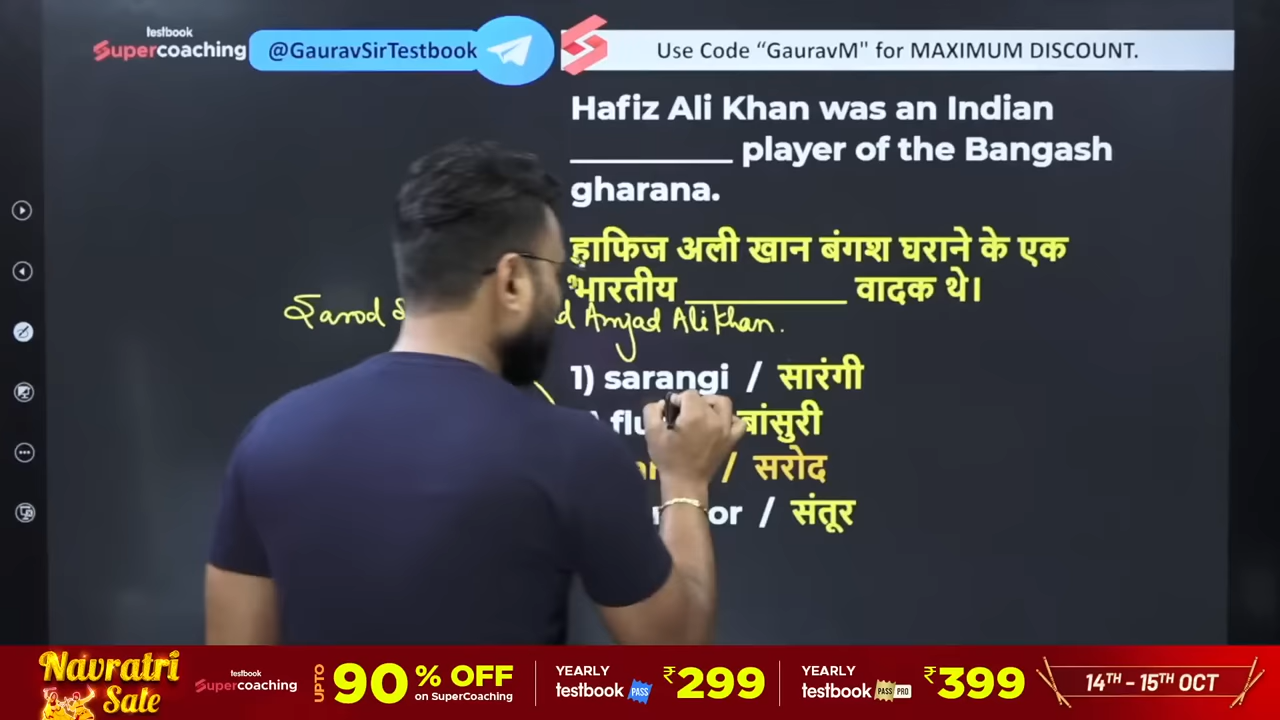 testbook
Supercoaching
@GauravSirTestbook
Use Code “GauravM" for MAXIMUM DISCOUNT.
Hafiz Ali Khan was an Indian
__________ player of the Bangash
gharana.
हाफिज अली खान बंगश घराने के एक
भारतीय __________ वादक थे।
Sarod
Amjad Ali Khan.
1) sarangi / सारंगी
बांसुरी
/ सरोद
/ संतूर
Navratri
Sale
testbook
Supercoaching
UPTO 90% OFF
on SuperCoaching
YEARLY
testbook PASS
₹299
YEARLY
testbook PASS PRO
₹399
14TH - 15TH OCT